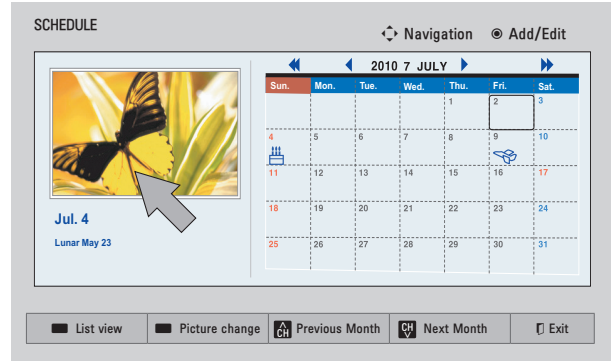 SCHEDULE
Navigation Add/Edit
2010 7 JULY
Sun. Mon. Tue. Wed. Thu. Fri. Sat.
1 2 3
4 5 6 7 8 9 10
11 12 13 14 15 16 17
18 19 20 21 22 23 24
25 26 27 28 29 30 31
Jul. 4
Lunar May 23
List view Picture change CH Previous Month CH Next Month Exit